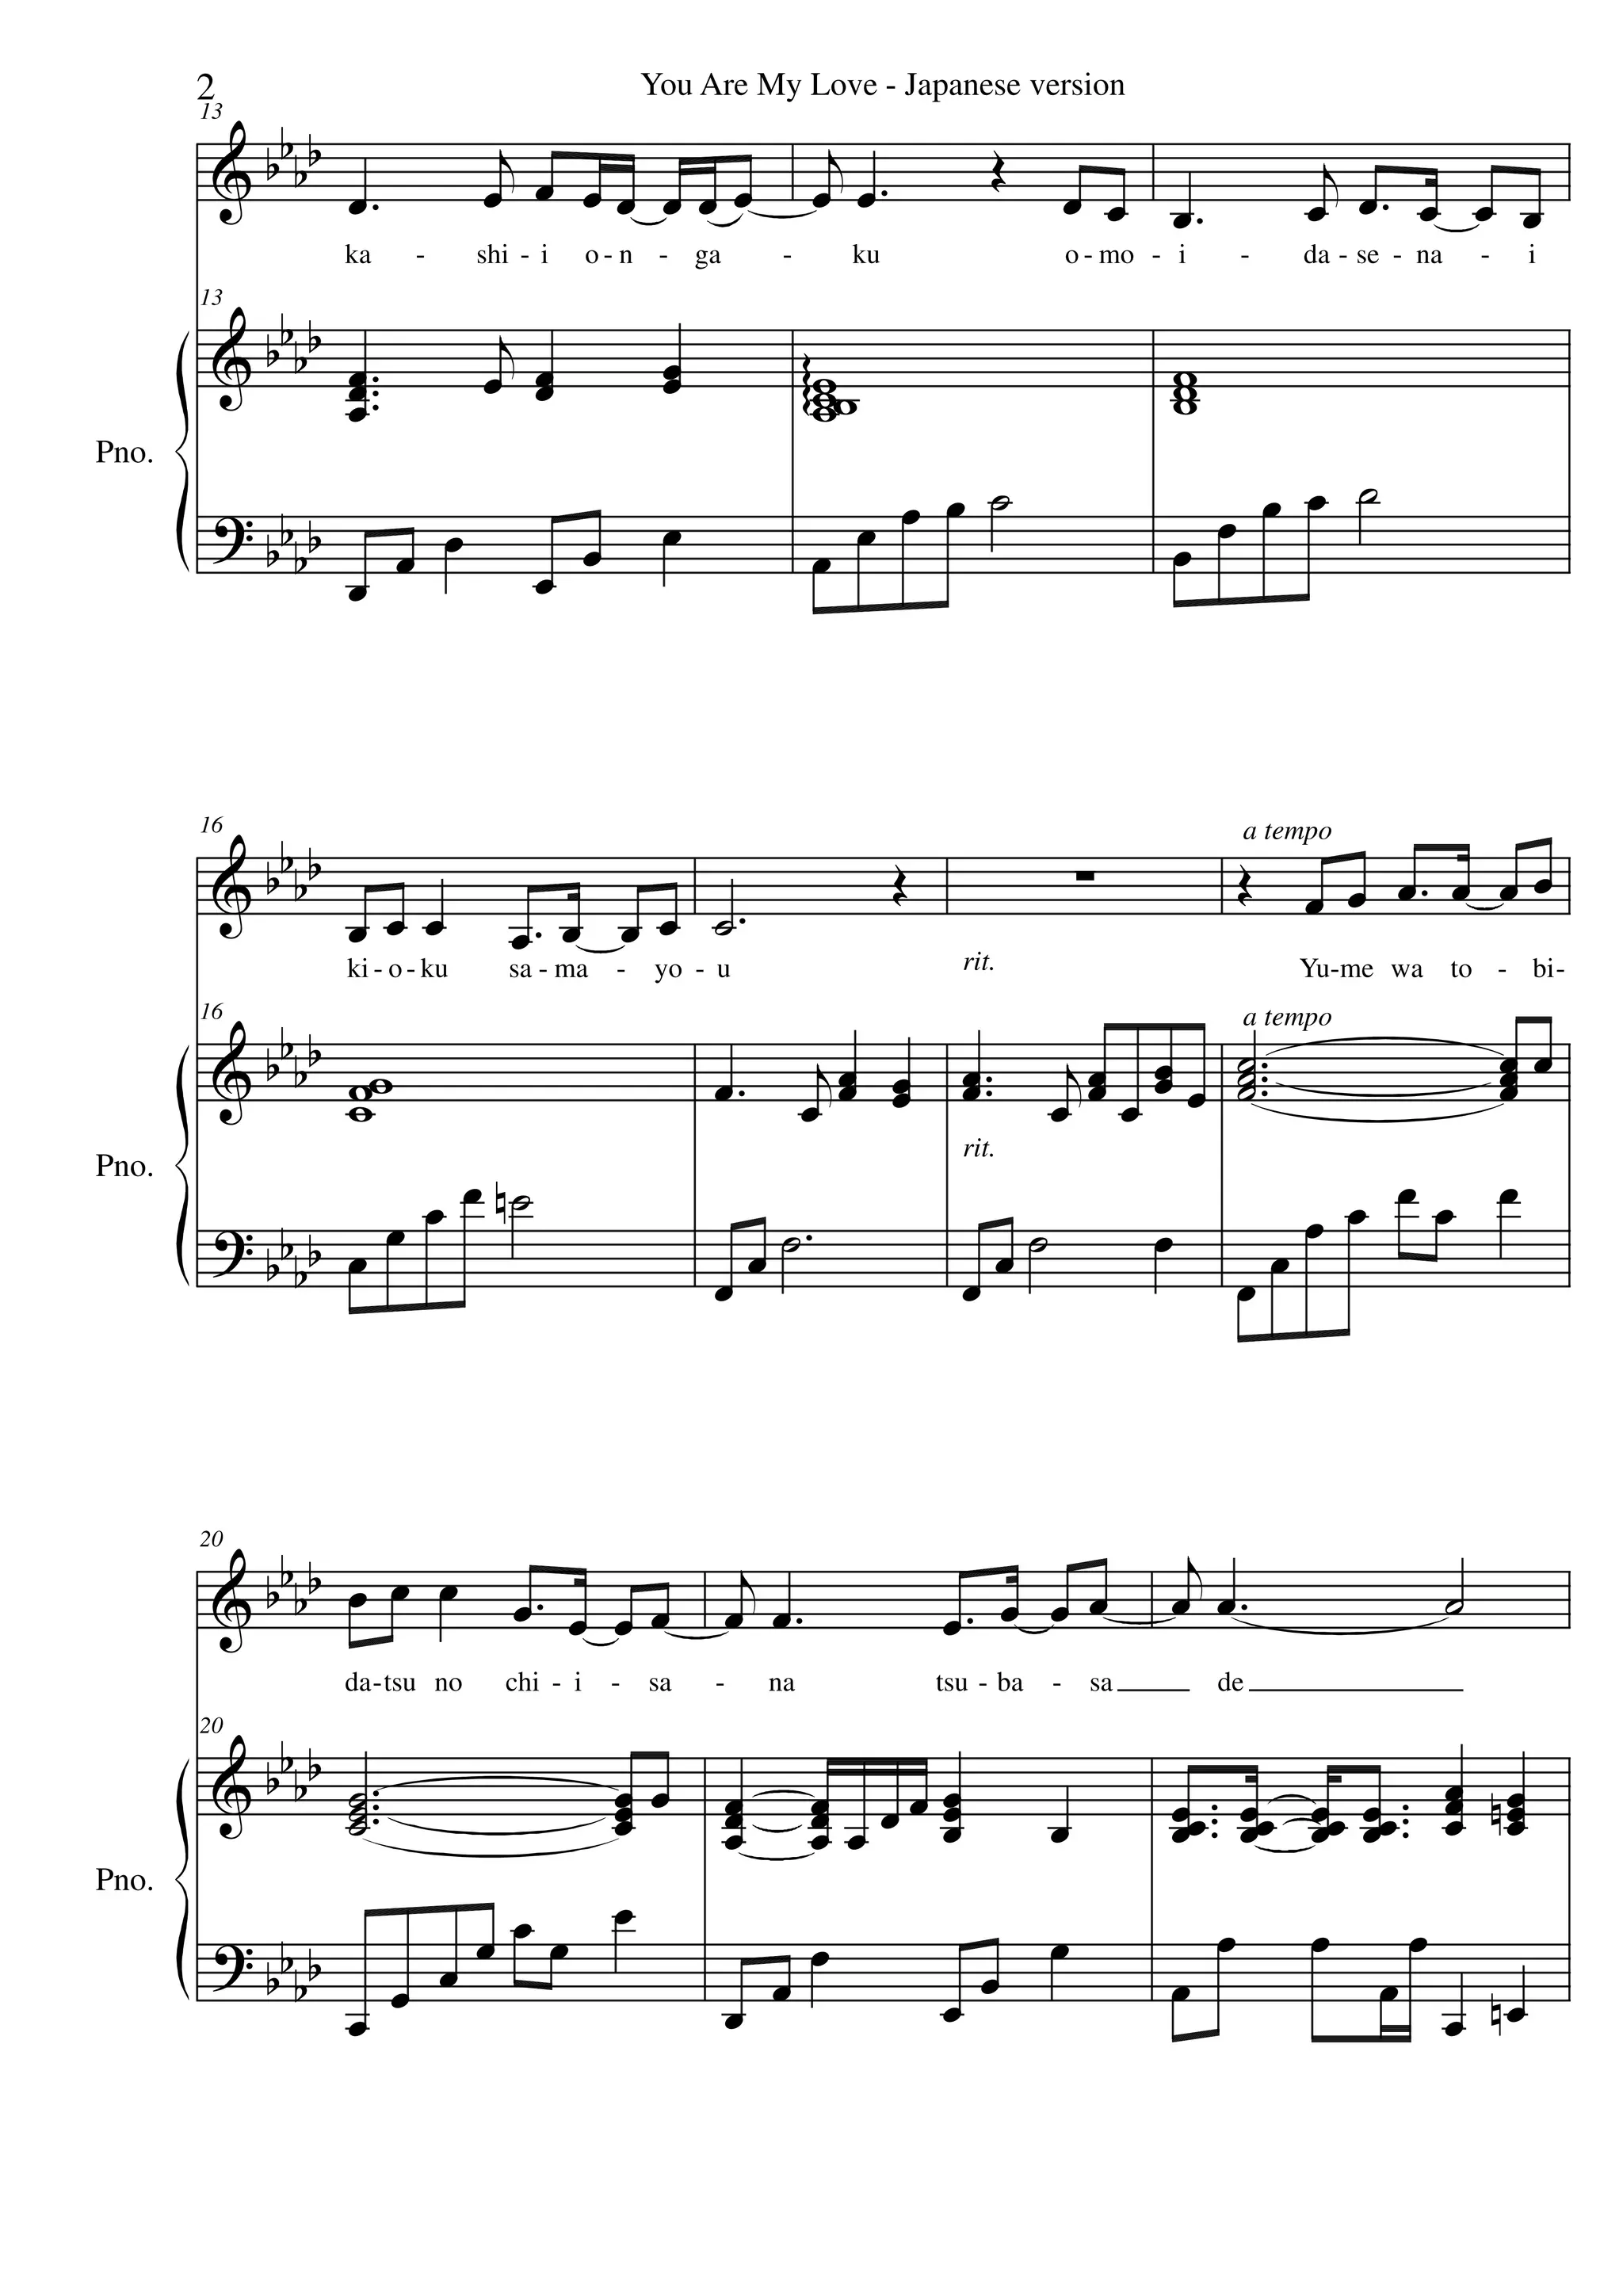 2
You Are My Love - Japanese version
13
ka - shi - i o - n - ga - ku o - mo - i - da - se - na - i
13
Pno.
16
a tempo
ki - o - ku sa - ma - yo - u rit. Yu - me wa to - bi -
16
a tempo
rit.
Pno.
20
da - tsu no chi - i - sa - na tsu - ba - sa de
20
Pno.